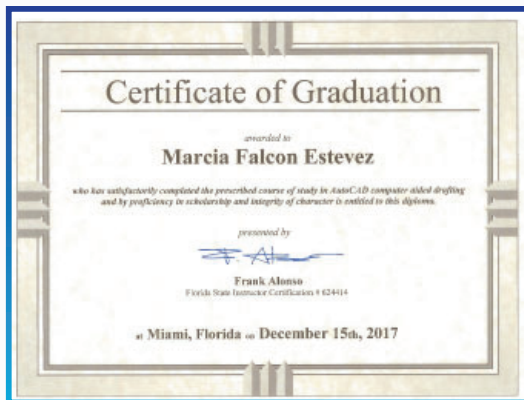 Certificate of Graduation
awarded to
Marcia Falcon Estevez
who has satisfactorily completed the prescribed course of study in AutoCAD computer aided drafting
and by proficiency in scholarship and integrity of character is entitled to this diploma.
presented by
F. Al
Frank Alonso
Florida State Instructor Certification # 624414
at Miami, Florida on December 15th, 2017